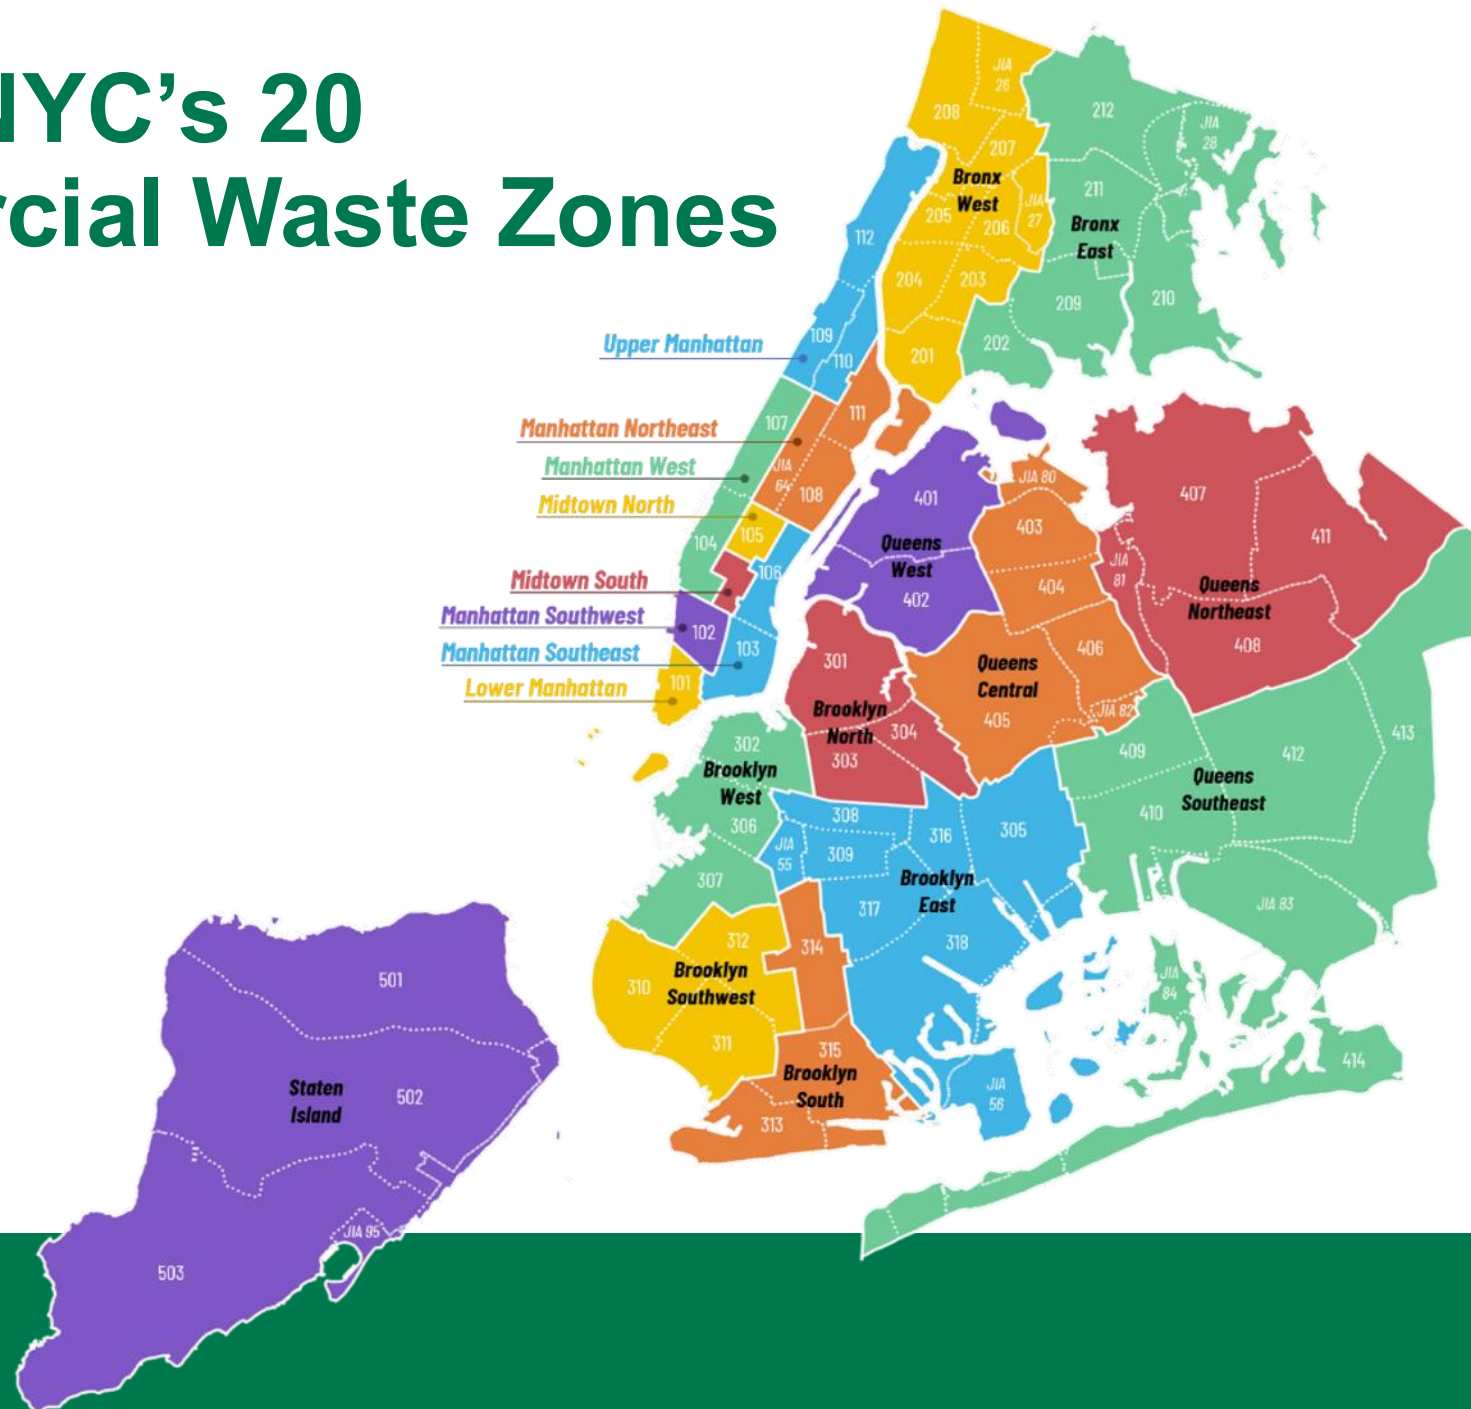 NYC's 20
rcial Waste Zones
JIA
26
208
212
JIA
28
207
Bronx
West
211
JIA
27
205
206
Bronx
East
112
204
203
209
210
109
Upper Manhattan
202
110
201
107
111
Manhattan Northeast
Manhattan West
JIA
64
108
JIA 80
407
401
Midtown North
403
105
104
411
Queens
West
106
JIA
81
Midtown South
404
Queens
Northeast
402
Manhattan Southwest
102
103
408
406
Manhattan Southeast
301
Queens
Central
101
Lower Manhattan
Brooklyn
North
JIA 82
405
304
413
302
409
412
303
Brooklyn
West
Queens
Southeast
308
410
306
316
305
JIA
55
309
307
Brooklyn
East
317
JIA 83
312
314
318
Brooklyn
Southwest
501
310
JIA
84
311
315
414
Brooklyn
South
Staten
Island
502
JIA
56
313
JIA 95
503